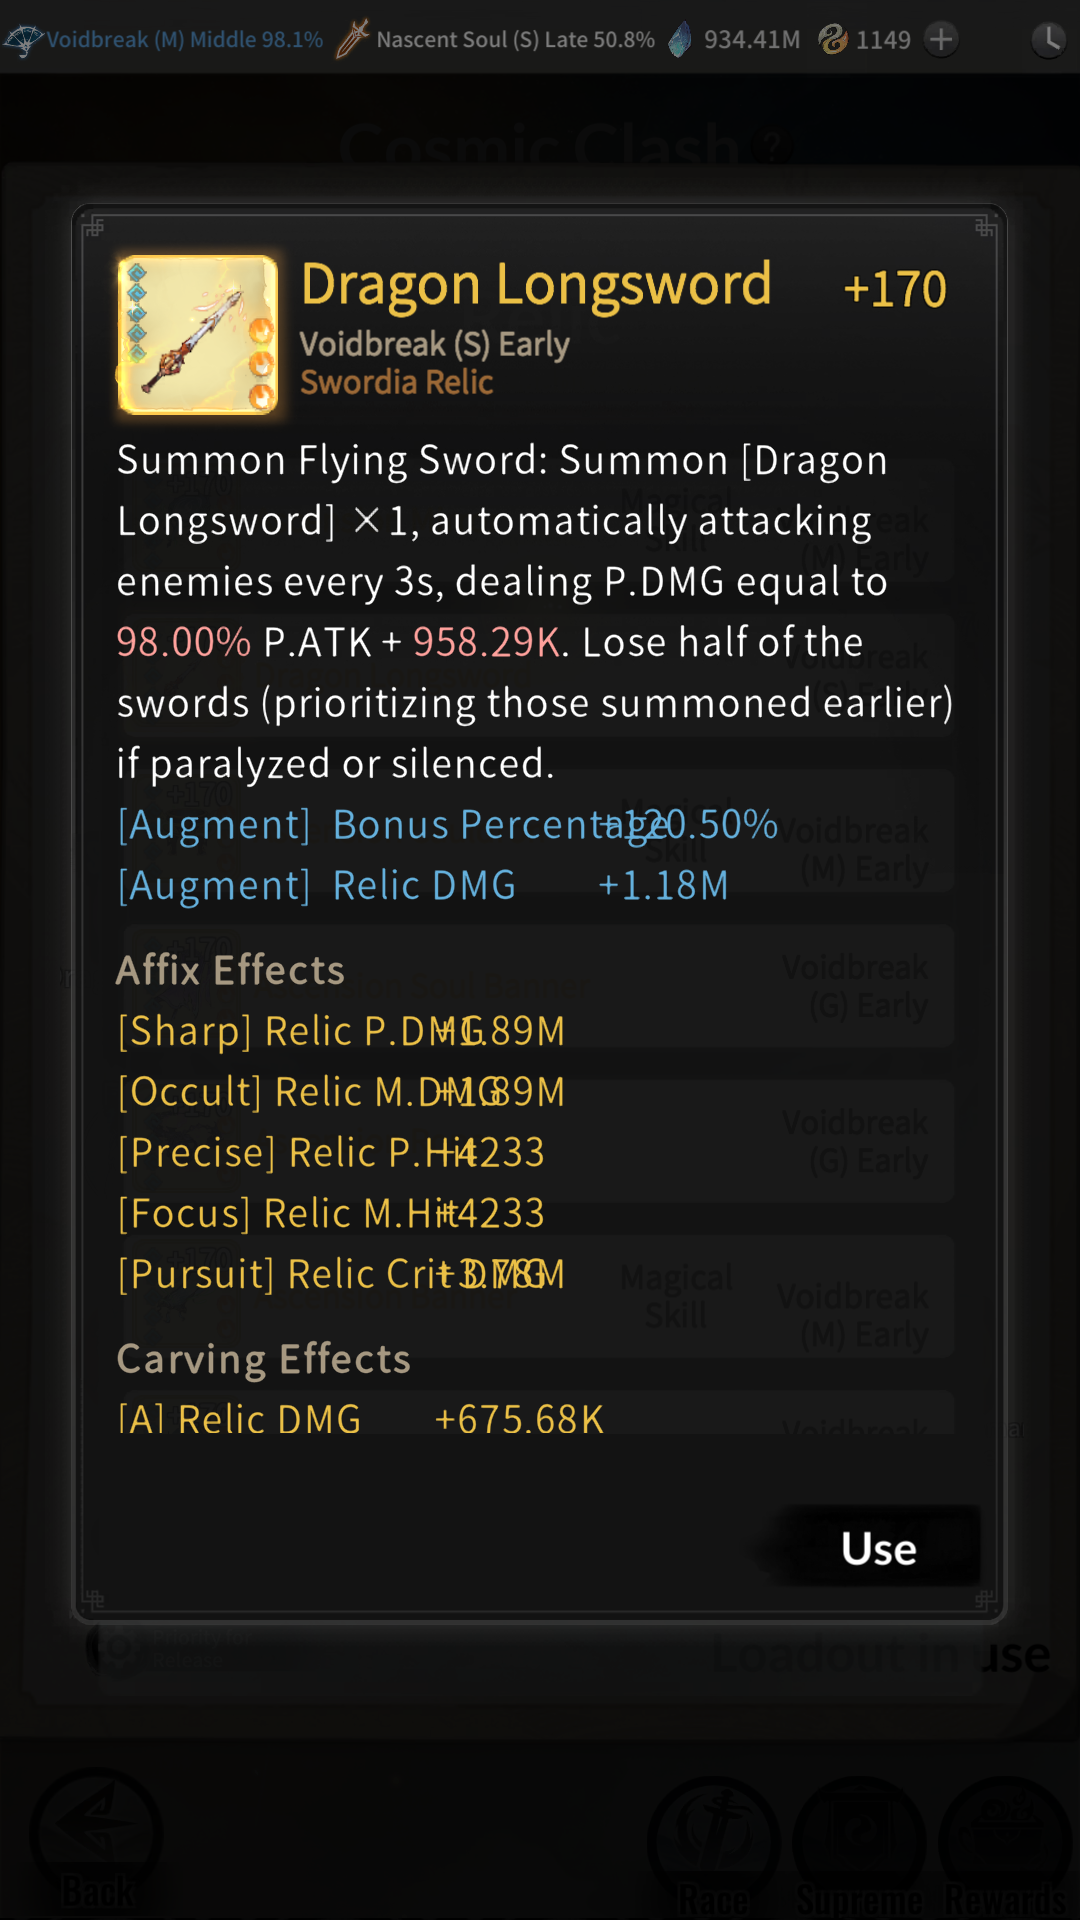 Voidbreak (M) Middle 98.1% Nascent Soul (S) Late 50.8% 934.41M 1149
Cosmic Clash ?
Dragon Longsword +170
Voidbreak (S) Early
Swordia Relic
Summon Flying Sword: Summon [Dragon
Longsword] ×1, automatically attacking
enemies every 3s, dealing P.DMG equal to
98.00% P.ATK + 958.29K. Lose half of the
swords (prioritizing those summoned earlier)
if paralyzed or silenced.
[Augment] Bonus Percentage +120.50%
[Augment] Relic DMG +1.18M
Affix Effects
[Sharp] Relic P.DMG +1.89M
[Occult] Relic M.DMG +1.89M
[Precise] Relic P.Hit +4233
[Focus] Relic M.Hit +4233
[Pursuit] Relic Crit DMG +3.78M
Carving Effects
[A] Relic DMG +675.68K
Use
Priority for
Release
Loadout in use
Back
Race Supreme Rewards